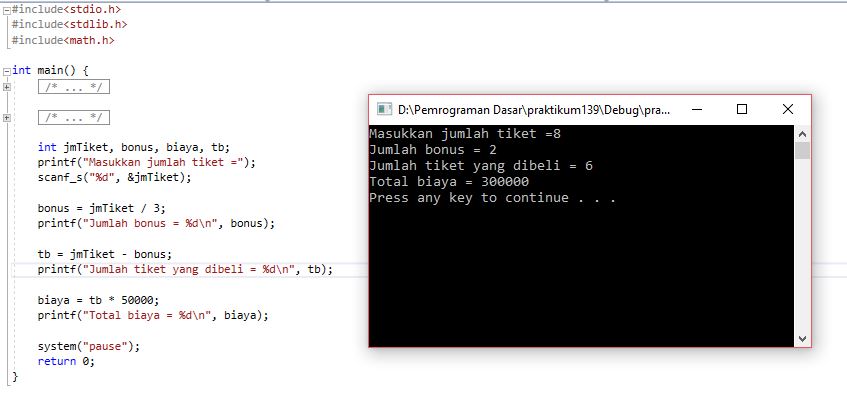 #include<stdio.h>
#include<stdlib.h>
#include<math.h>
int main() {
/* ... */
/* ... */
int jmTiket, bonus, biaya, tb;
printf("Masukkan jumlah tiket =");
scanf_s("%d", &jmTiket);
bonus = jmTiket / 3;
printf("Jumlah bonus = %d\n", bonus);
tb = jmTiket - bonus;
printf("Jumlah tiket yang dibeli = %d\n", tb);
biaya = tb * 50000;
printf("Total biaya = %d\n", biaya);
system("pause");
return 0;
}
D:\Pemrograman Dasar\praktikum139\Debug\pra...
Masukkan jumlah tiket =8
Jumlah bonus = 2
Jumlah tiket yang dibeli = 6
Total biaya = 300000
Press any key to continue . . .